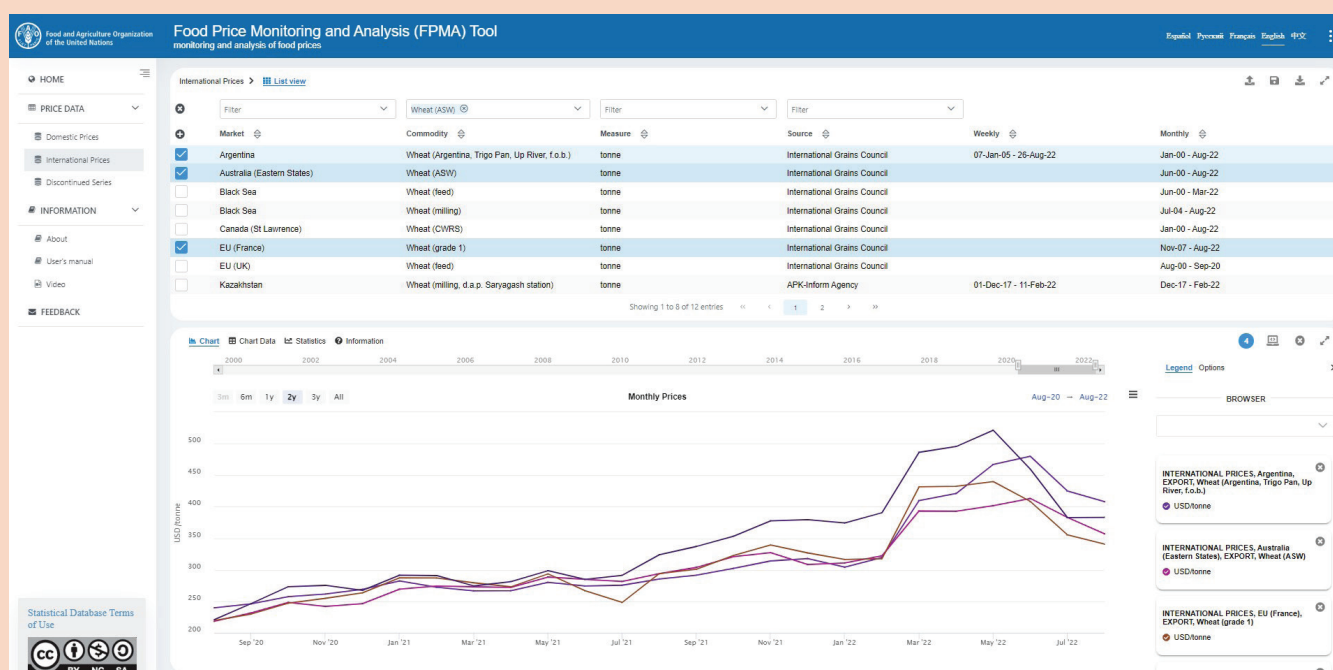 Food and Agriculture Organization
of the United Nations
Food Price Monitoring and Analysis (FPMA) Tool
monitoring and analysis of food prices
Español Русский Français English 中文
HOME
PRICE DATA
Domestic Prices
International Prices
Discontinued Series
INFORMATION
About
User's manual
Video
FEEDBACK
Statistical Database Terms
of Use
cc BY NC SA
International Prices > List view
Filter Wheat (ASW) Filter Filter
Market Commodity Measure Source Weekly Monthly
Argentina Wheat (Argentina, Trigo Pan, Up River, f.o.b.) tonne International Grains Council 07-Jan-05 - 26-Aug-22 Jan-00 - Aug-22
Australia (Eastern States) Wheat (ASW) tonne International Grains Council Jun-00 - Aug-22
Black Sea Wheat (feed) tonne International Grains Council Jun-00 - Mar-22
Black Sea Wheat (milling) tonne International Grains Council Jul-04 - Aug-22
Canada (St Lawrence) Wheat (CWRS) tonne International Grains Council Jan-00 - Aug-22
EU (France) Wheat (grade 1) tonne International Grains Council Nov-07 - Aug-22
EU (UK) Wheat (feed) tonne International Grains Council Aug-00 - Sep-20
Kazakhstan Wheat (milling, d.a.p. Saryagash station) tonne APK-Inform Agency 01-Dec-17 - 11-Feb-22 Dec-17 - Feb-22
Showing 1 to 8 of 12 entries « ‹ 1 2 › »
Chart Chart Data Statistics Information 4
2000 2002 2004 2006 2008 2010 2012 2014 2016 2018 2020 2022
3m 6m 1y 2y 3y All Monthly Prices Aug-20 → Aug-22
500
450
400
350
300
250
200
USD /tonne
Sep '20 Nov '20 Jan '21 Mar '21 May '21 Jul '21 Sep '21 Nov '21 Jan '22 Mar '22 May '22 Jul '22
Legend Options
BROWSER
INTERNATIONAL PRICES, Argentina,
EXPORT, Wheat (Argentina, Trigo Pan, Up
River, f.o.b.)
USD/tonne
INTERNATIONAL PRICES, Australia
(Eastern States), EXPORT, Wheat (ASW)
USD/tonne
INTERNATIONAL PRICES, EU (France),
EXPORT, Wheat (grade 1)
USD/tonne